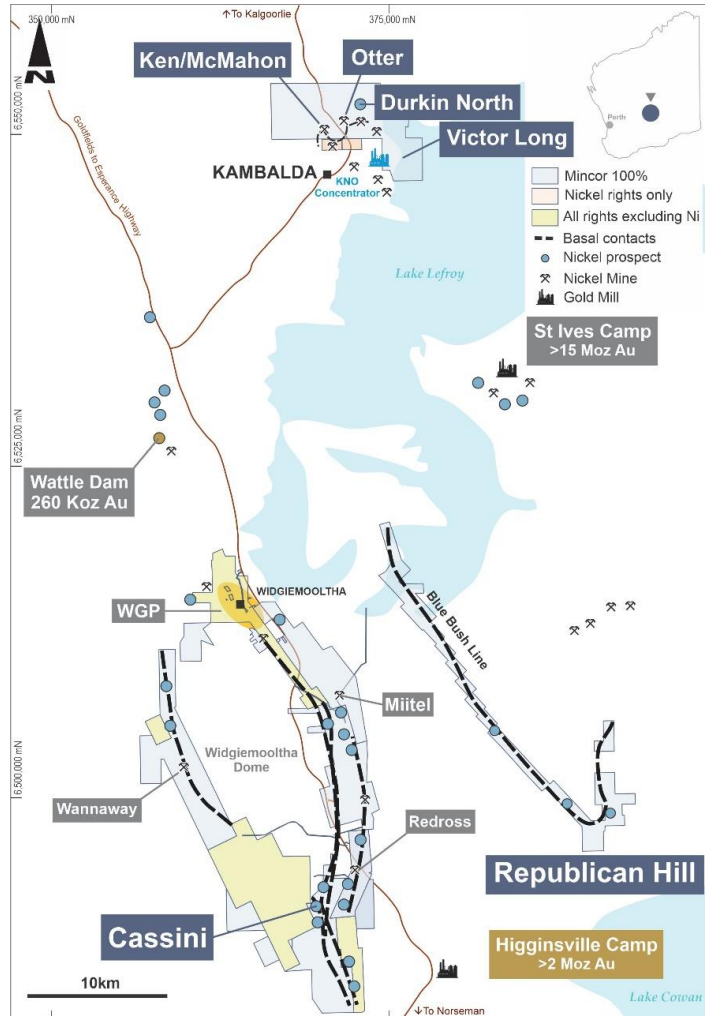 350,000 mN
To Kalgoorlie
375,000 mN
N
6,550,000 mN
Goldfields to Esperance Highway
Ken/McMahon
Otter
Durkin North
Victor Long
KAMBALDA
KNO
Concentrator
Perth
Mincor 100%
Nickel rights only
All rights excluding Ni
Basal contacts
Nickel prospect
Nickel Mine
Gold Mill
Lake Lefroy
St Ives Camp
>15 Moz Au
6,525,000 mN
Wattle Dam
260 Koz Au
WGP
WIDGIEMOOLTHA
Blue Bush Line
Miitel
Widgiemooltha
Dome
6,500,000 mN
Wannaway
Redross
Republican Hill
Cassini
Higginsville Camp
>2 Moz Au
10km
To Norseman
Lake Cowan